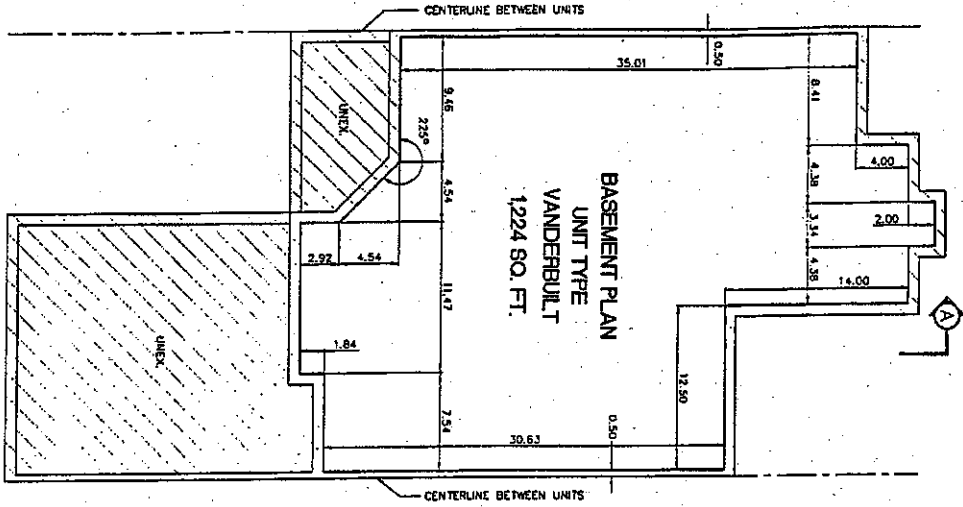 CENTERLINE BETWEEN UNITS
0.50
35.01
UNEX.
9.46
8.41
225°
4.00
4.38
4.54
BASEMENT PLAN
UNIT TYPE
VANDERBUILT
1,224 SQ. FT.
3.34
2.00
2.92
4.54
4.38
14.00
11.47
A
UNEX.
1.84
12.50
7.54
30.63
0.50
CENTERLINE BETWEEN UNITS